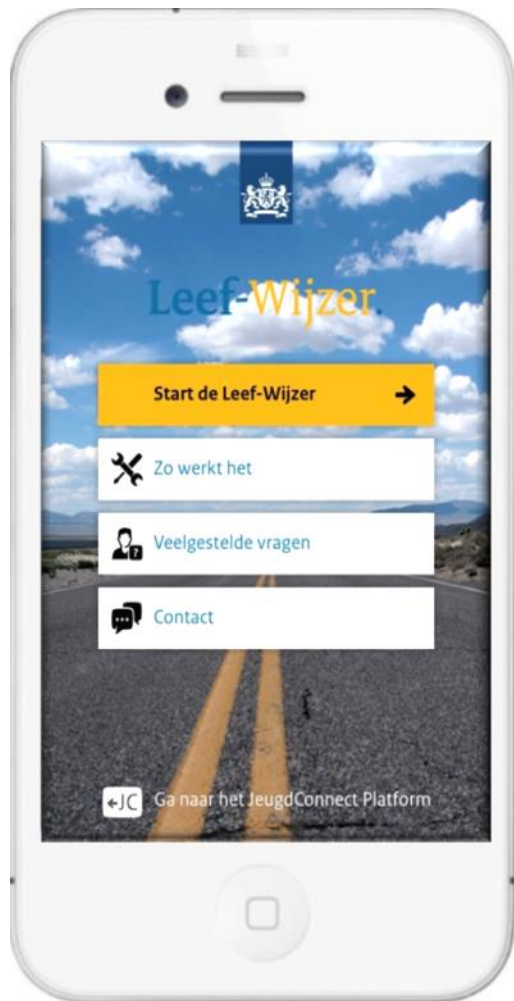 Leef-Wijzer.
Start de Leef-Wijzer
Zo werkt het
Veelgestelde vragen
Contact
JC Ga naar het JeugdConnect Platform